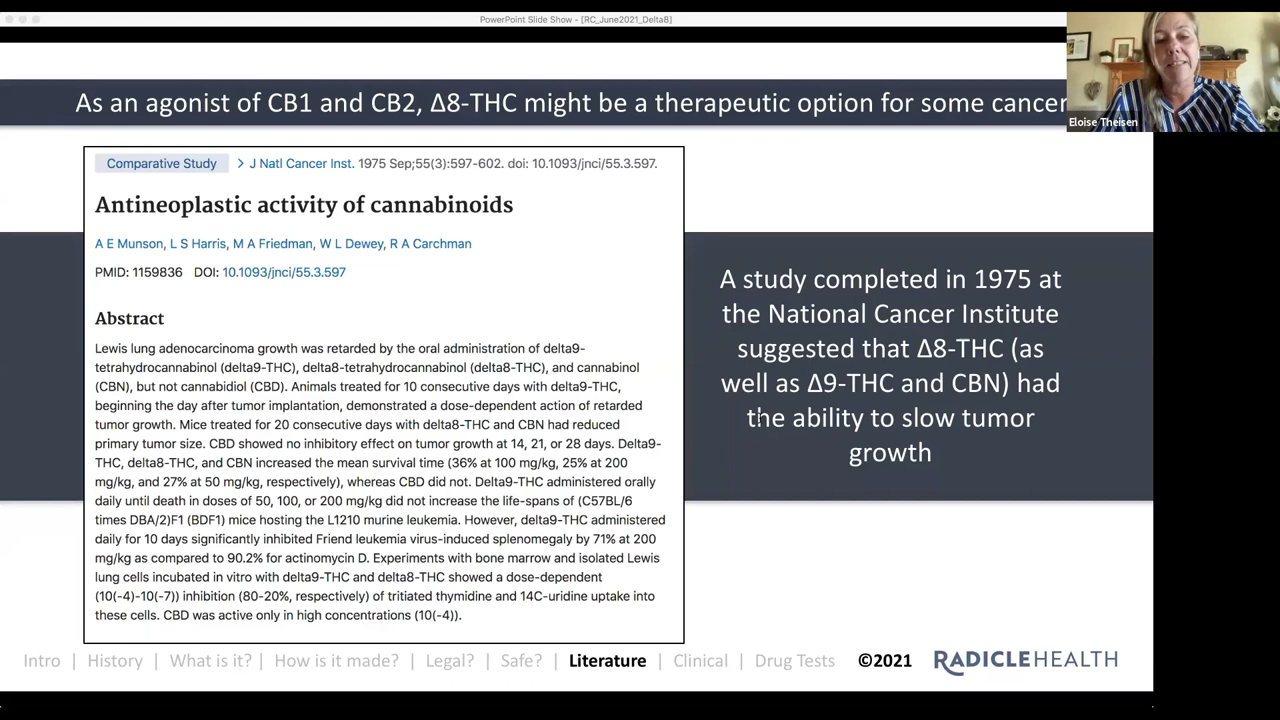 PowerPoint Slide Show - [RC_June2021_Delta8]
As an agonist of CB1 and CB2, Δ8-THC might be a therapeutic option for some cancer
Eloise Theisen
Comparative Study > J Natl Cancer Inst. 1975 Sep;55(3):597-602. doi: 10.1093/jnci/55.3.597.
Antineoplastic activity of cannabinoids
A E Munson, L S Harris, M A Friedman, W L Dewey, R A Carchman
PMID: 1159836 DOI: 10.1093/jnci/55.3.597
Abstract
Lewis lung adenocarcinoma growth was retarded by the oral administration of delta9-
tetrahydrocannabinol (delta9-THC), delta8-tetrahydrocannabinol (delta8-THC), and cannabinol
(CBN), but not cannabidiol (CBD). Animals treated for 10 consecutive days with delta9-THC,
beginning the day after tumor implantation, demonstrated a dose-dependent action of retarded
tumor growth. Mice treated for 20 consecutive days with delta8-THC and CBN had reduced
primary tumor size. CBD showed no inhibitory effect on tumor growth at 14, 21, or 28 days. Delta9-
THC, delta8-THC, and CBN increased the mean survival time (36% at 100 mg/kg, 25% at 200
mg/kg, and 27% at 50 mg/kg, respectively), whereas CBD did not. Delta9-THC administered orally
daily until death in doses of 50, 100, or 200 mg/kg did not increase the life-spans of (C57BL/6
times DBA/2)F1 (BDF1) mice hosting the L1210 murine leukemia. However, delta9-THC administered
daily for 10 days significantly inhibited Friend leukemia virus-induced splenomegaly by 71% at 200
mg/kg as compared to 90.2% for actinomycin D. Experiments with bone marrow and isolated Lewis
lung cells incubated in vitro with delta9-THC and delta8-THC showed a dose-dependent
(10(-4)-10(-7)) inhibition (80-20%, respectively) of tritiated thymidine and 14C-uridine uptake into
these cells. CBD was active only in high concentrations (10(-4)).
A study completed in 1975 at
the National Cancer Institute
suggested that Δ8-THC (as
well as Δ9-THC and CBN) had
the ability to slow tumor
growth
Intro | History | What is it? | How is it made? | Legal? | Safe? | Literature | Clinical | Drug Tests ©2021 RADICLEHEALTH